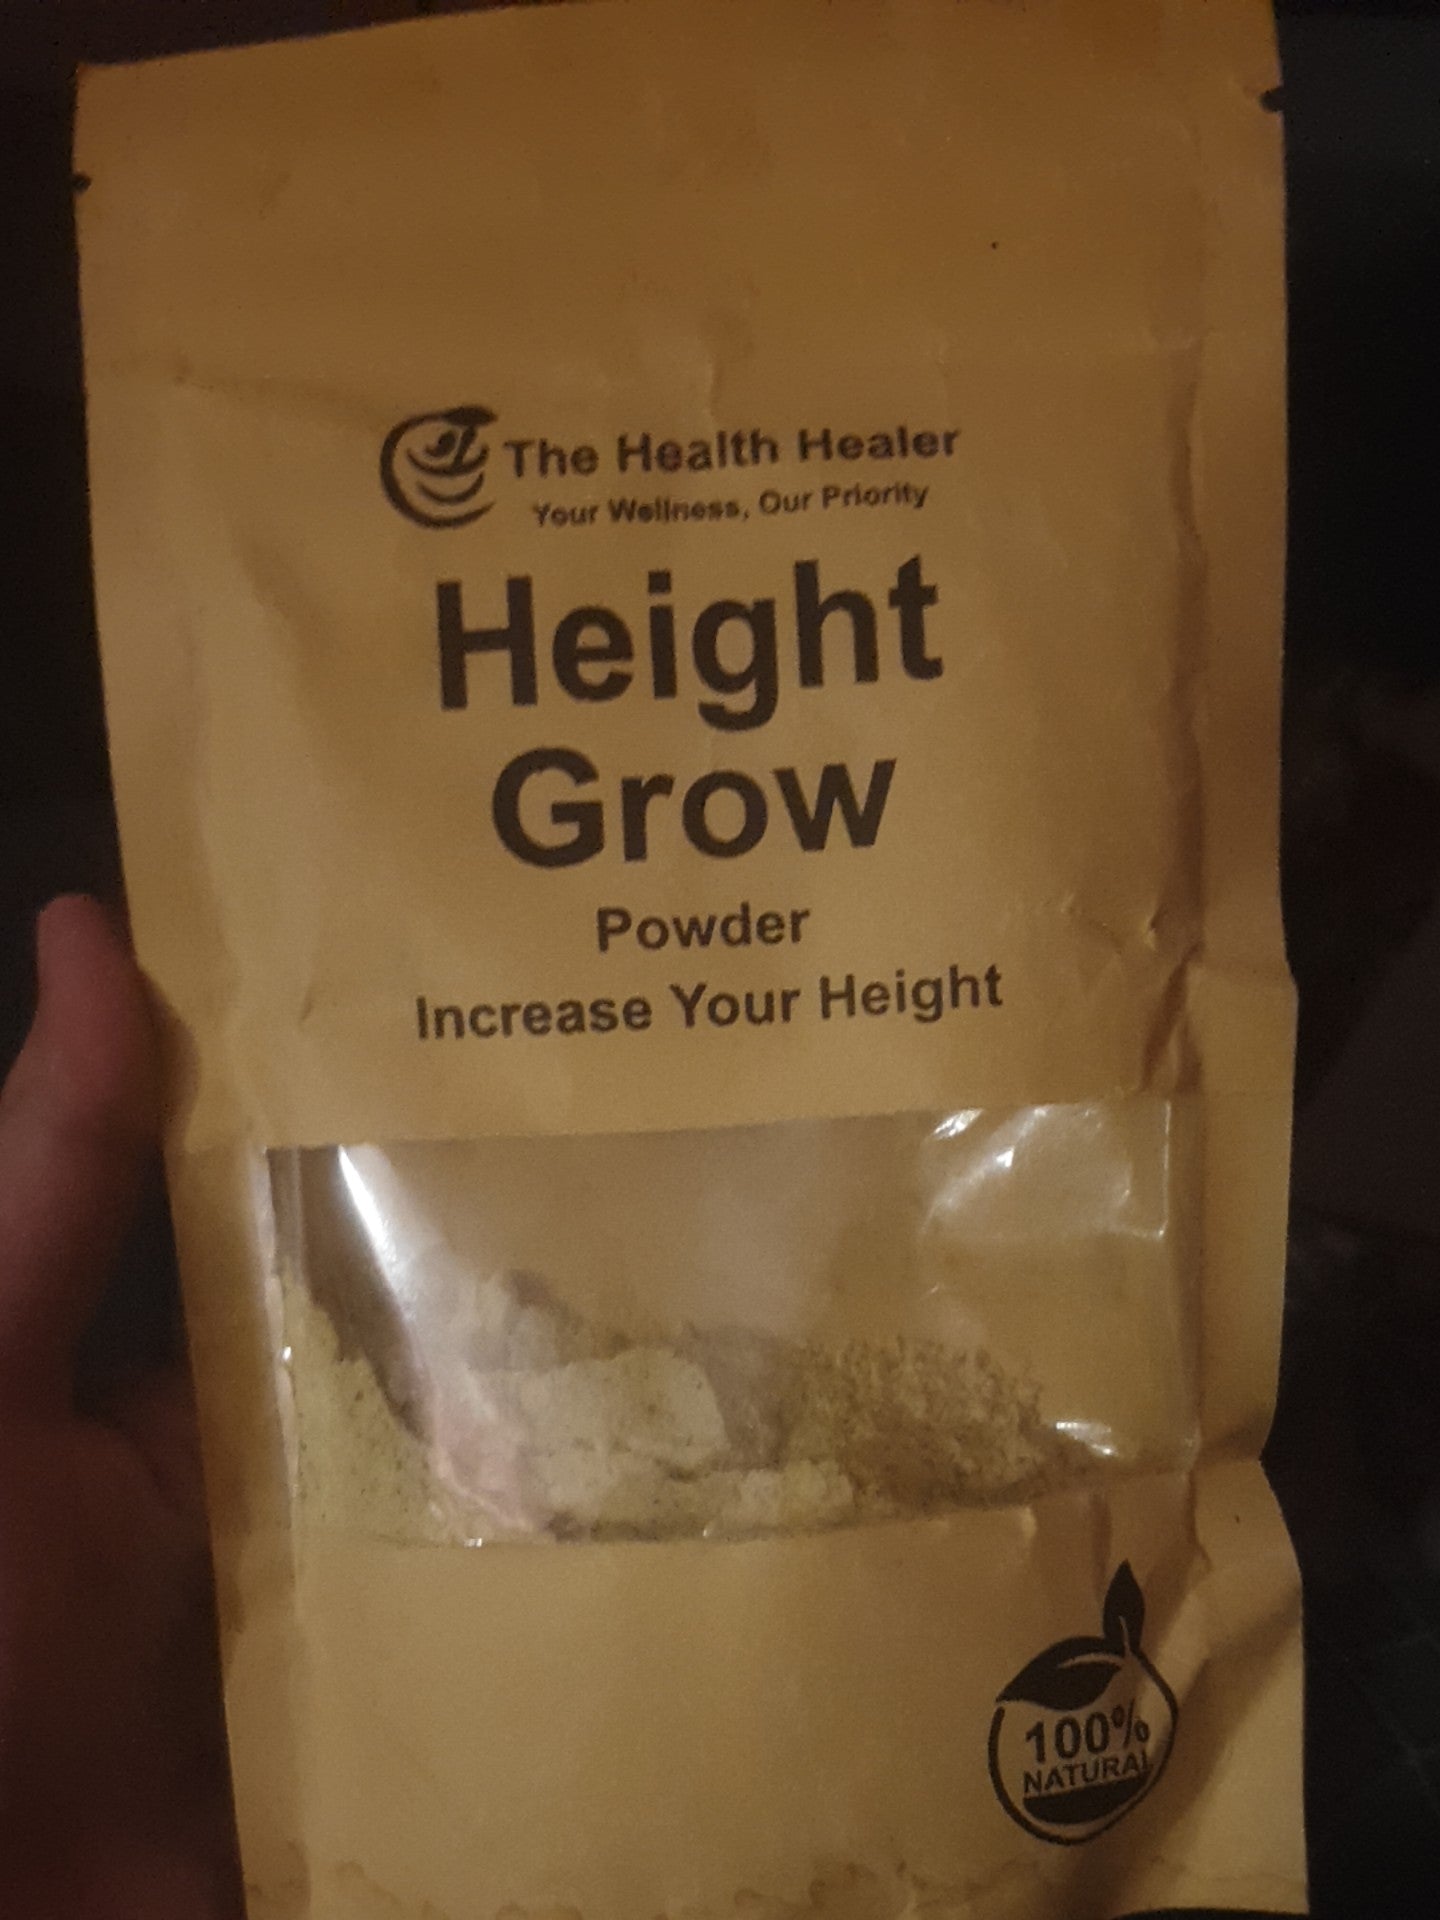 The Health Healer
Your Wellness, Our Priority
Height
Grow
Powder
Increase Your Height
100%
NATURAL